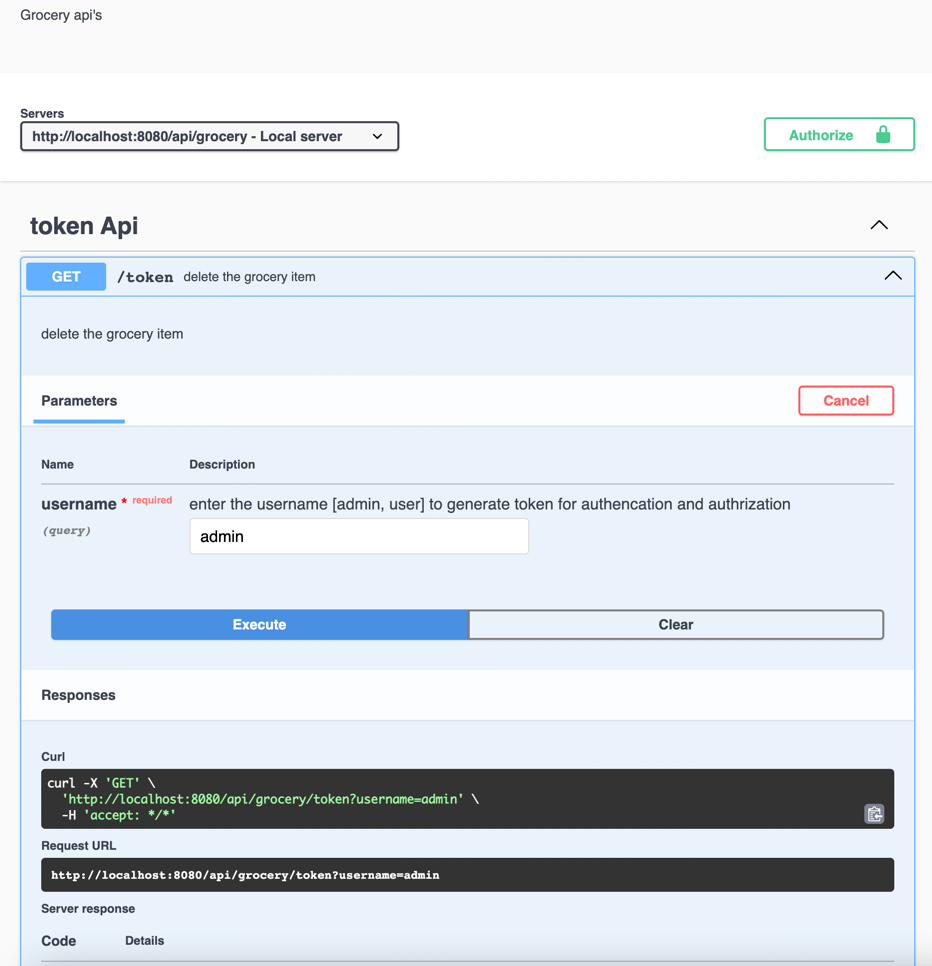 Grocery api's
Servers
http://localhost:8080/api/grocery - Local server
Authorize
token Api
GET /token delete the grocery item
delete the grocery item
Parameters
Cancel
Name Description
username * required enter the username [admin, user] to generate token for authencation and authrization
(query)
admin
Execute Clear
Responses
Curl
curl -X 'GET' \
'http://localhost:8080/api/grocery/token?username=admin' \
-H 'accept: */*'
Request URL
http://localhost:8080/api/grocery/token?username=admin
Server response
Code Details